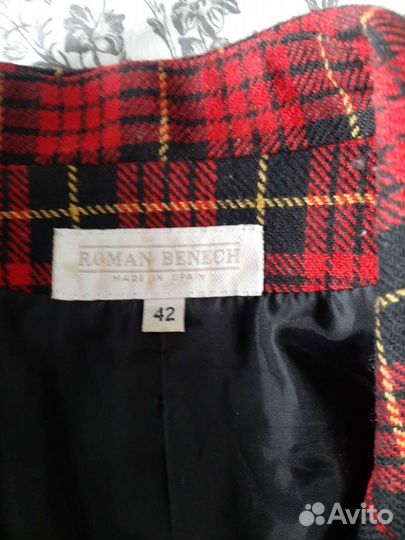 ROMAN BENECH
MADE IN SPAIN
42
Avito